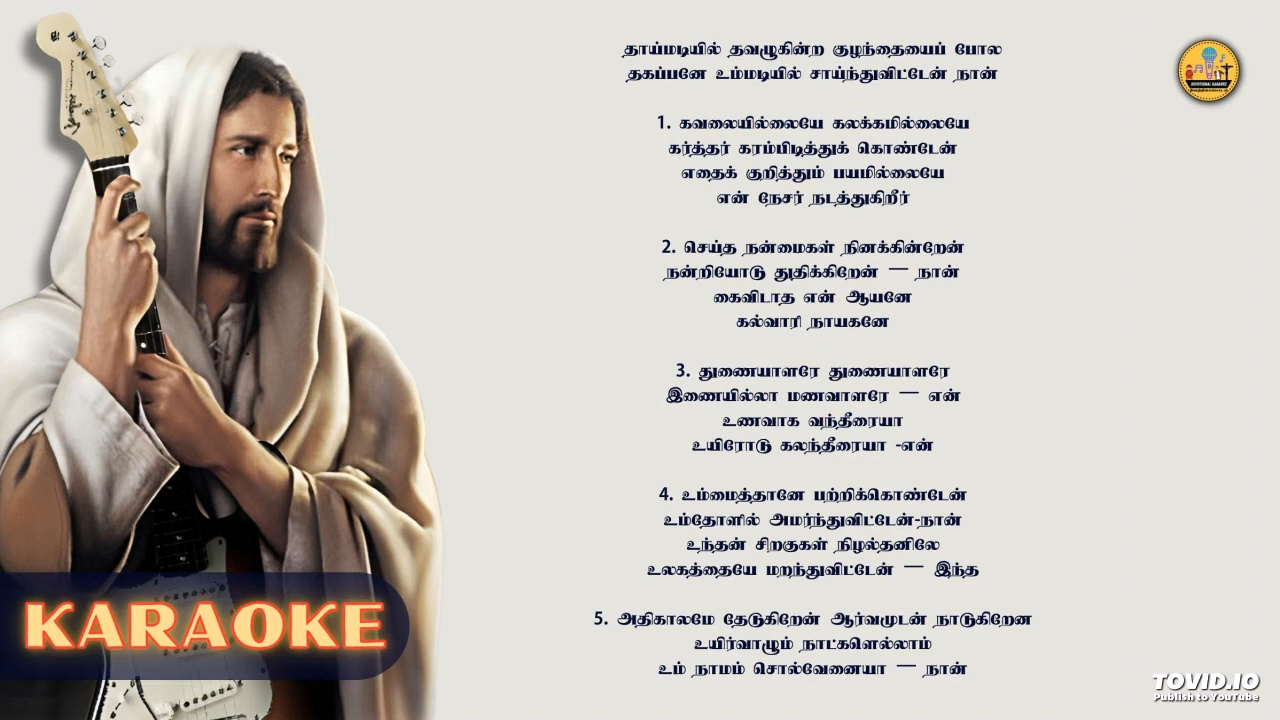 தாய்மடியில் தவழுகின்ற குழந்தையைப் போல
தகப்பனே உம்மடியில் சாய்ந்துவிட்டேன் நான்
1. கவலையில்லையே கலக்கமில்லையே
கர்த்தர் கரம்பிடித்துக் கொண்டேன்
எதைக் குறித்தும் பயமில்லையே
என் நேசர் நடத்துகிறீர்
2. செய்த நன்மைகள் நினக்கின்றேன்
நன்றியோடு துதிக்கிறேன் — நான்
கைவிடாத என் ஆயனே
கல்வாரி நாயகனே
3. துணையாளரே துணையாளரே
இணையில்லா மணவாளரே — என்
உணவாக வந்தீரையா
உயிரோடு கலந்தீரையா -என்
4. உம்மைத்தானே பற்றிக்கொண்டேன்
உம்தோளில் அமர்ந்துவிட்டேன்-நான்
உந்தன் சிறகுகள் நிழல்தனிலே
உலகத்தையே மறந்துவிட்டேன் — இந்த
5. அதிகாலமே தேடுகிறேன் ஆர்வமுடன் நாடுகிறேன
உயிர்வாழும் நாட்களெல்லாம்
உம் நாமம் சொல்வேனையா — நான்
KARAOKE
DEVOTIONAL KARAOKE
TOVID.IO
Publish to YouTube